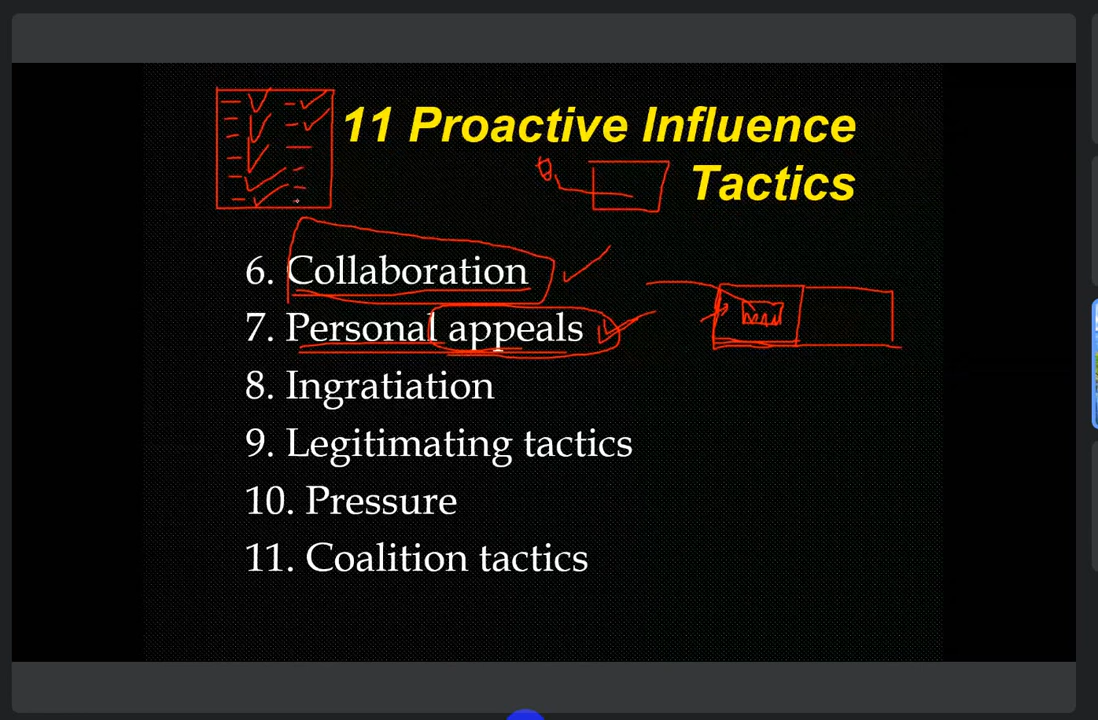 11 Proactive Influence
Tactics
6. Collaboration
7. Personal appeals
8. Ingratiation
9. Legitimating tactics
10. Pressure
11. Coalition tactics